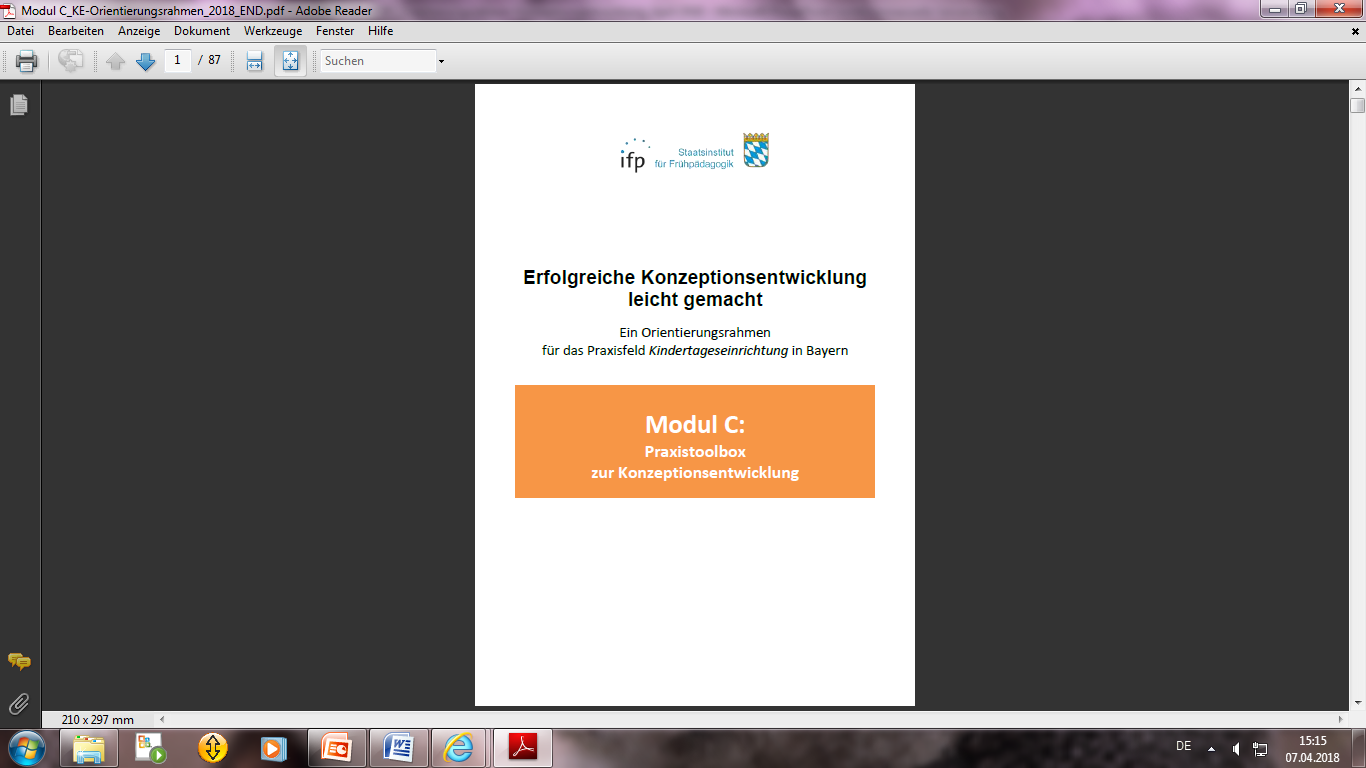 Modul C_KE-Orientierungsrahmen_2018_END.pdf - Adobe Reader
Datei Bearbeiten Anzeige Dokument Werkzeuge Fenster Hilfe
1 / 87 Suchen
ifp Staatsinstitut
für Frühpädagogik
Erfolgreiche Konzeptionsentwicklung
leicht gemacht
Ein Orientierungsrahmen
für das Praxisfeld Kindertageseinrichtung in Bayern
Modul C:
Praxistoolbox
zur Konzeptionsentwicklung
210 x 297 mm
DE 15:15
07.04.2018